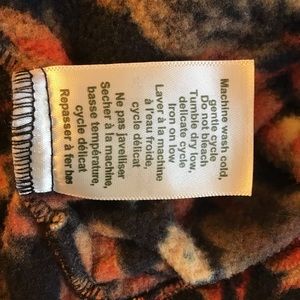 Machine wash cold,
gentle cycle
Do not bleach
Tumble dry low,
delicate cycle
Iron on low
Laver à la machine
à l'eau froide,
cycle délicat
Ne pas javelliser
Secher à la machine,
basse température,
cycle délicat
Repasser à fer bas